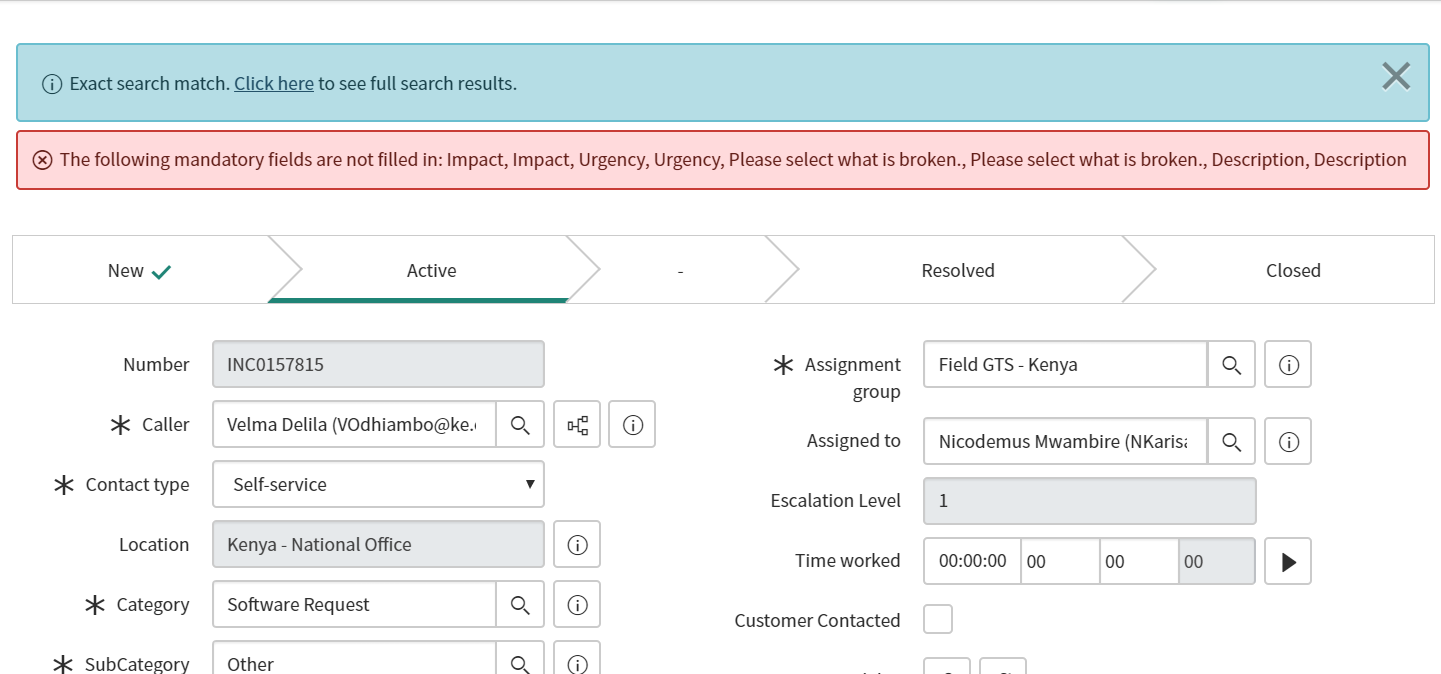 Exact search match. Click here to see full search results.
The following mandatory fields are not filled in: Impact, Impact, Urgency, Urgency, Please select what is broken., Please select what is broken., Description, Description
New
Active
-
Resolved
Closed
Number
INC0157815
Caller
Velma Delila (VOdhiambo@ke.
Contact type
Self-service
Location
Kenya - National Office
Category
Software Request
SubCategory
Other
Assignment
group
Field GTS - Kenya
Assigned to
Nicodemus Mwambire (NKarisa
Escalation Level
1
Time worked
00:00:00 00 00 00
Customer Contacted